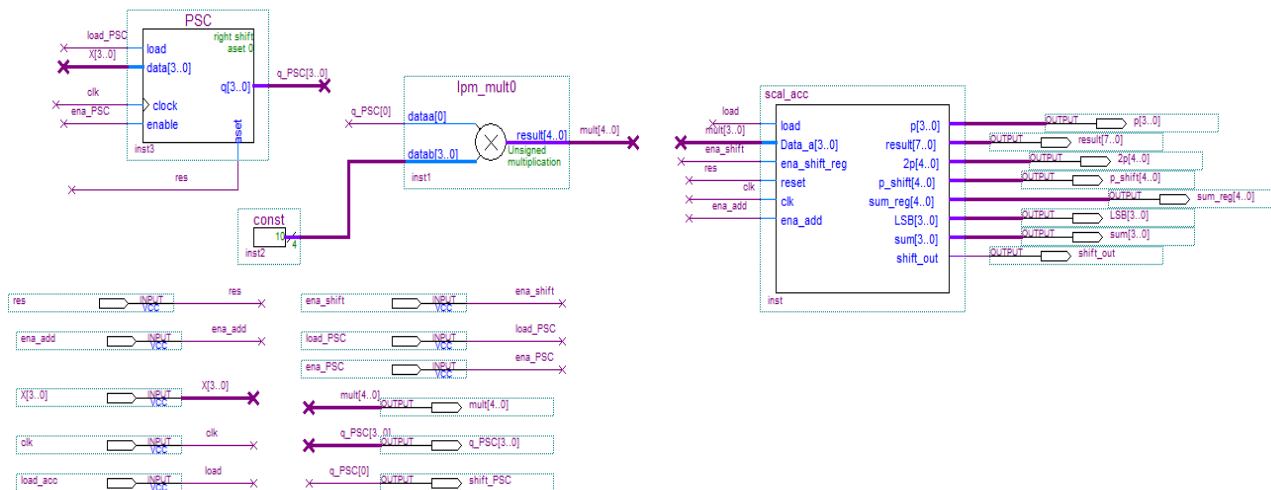 PSC
right shift
aset 0
load_PSC
load
X[3..0]
data[3..0]
q[3..0]
q_PSC[3..0]
clk
clock
ena_PSC
enable
aset
inst3
res
lpm_mult0
q_PSC[0]
dataa[0]
result[4..0]
mult[4..0]
Unsigned
multiplication
datab[3..0]
inst1
const
10
4
inst2
scal_acc
load
load
mult[3..0]
Data_a[3..0]
ena_shift
ena_shift_reg
res
reset
clk
clk
ena_add
ena_add
p[3..0]
OUTPUT
p[3..0]
result[7..0]
OUTPUT
result[7..0]
2p[4..0]
OUTPUT
2p[4..0]
p_shift[4..0]
OUTPUT
p_shift[4..0]
sum_reg[4..0]
OUTPUT
sum_reg[4..0]
LSB[3..0]
OUTPUT
LSB[3..0]
sum[3..0]
OUTPUT
sum[3..0]
shift_out
OUTPUT
shift_out
inst
res
INPUT
VCC
res
ena_add
INPUT
VCC
ena_add
X[3..0]
INPUT
VCC
X[3..0]
clk
INPUT
VCC
clk
load_acc
INPUT
VCC
load
ena_shift
INPUT
VCC
ena_shift
load_PSC
INPUT
VCC
load_PSC
ena_PSC
INPUT
VCC
ena_PSC
mult[4..0]
OUTPUT
mult[4..0]
q_PSC[3..0]
OUTPUT
q_PSC[3..0]
q_PSC[0]
OUTPUT
shift_PSC